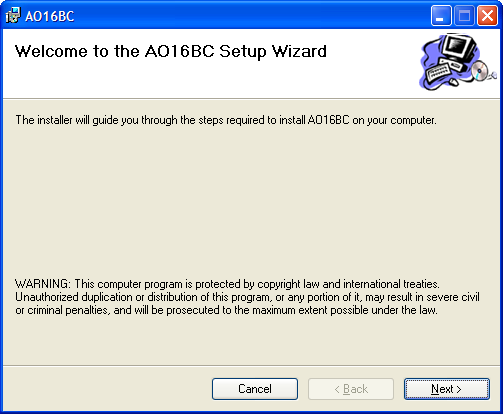 AO16BC
Welcome to the AO16BC Setup Wizard
The installer will guide you through the steps required to install AO16BC on your computer.
WARNING: This computer program is protected by copyright law and international treaties.
Unauthorized duplication or distribution of this program, or any portion of it, may result in severe civil
or criminal penalties, and will be prosecuted to the maximum extent possible under the law.
Cancel
< Back
Next >